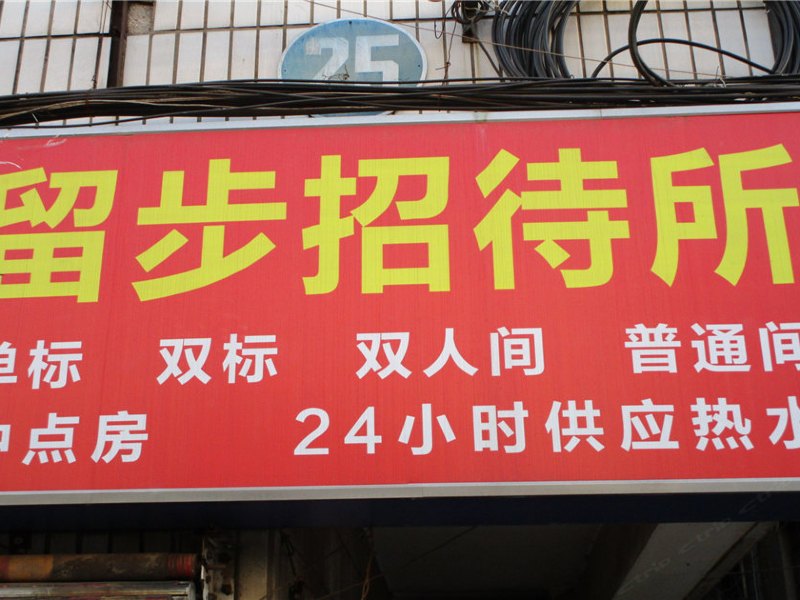 25
留步招待所
单标 双标 双人间 普通间
钟点房 24小时供应热水